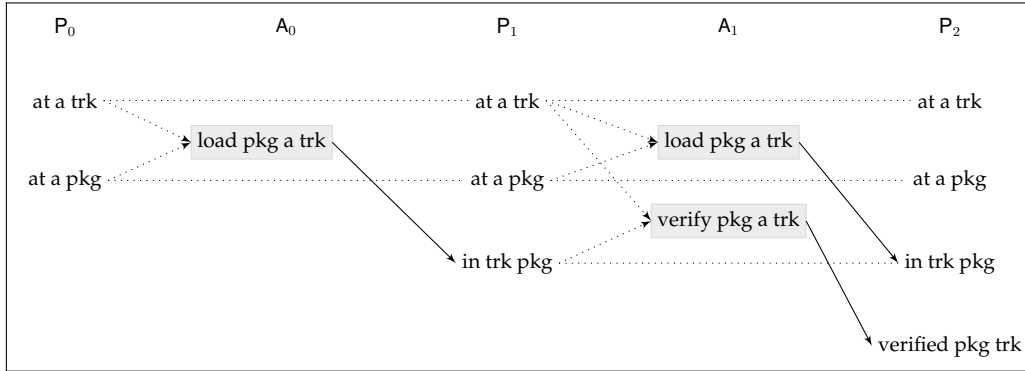 P₀ A₀ P₁ A₁ P₂
at a trk at a trk at a trk
load pkg a trk load pkg a trk
at a pkg at a pkg at a pkg
verify pkg a trk
in trk pkg in trk pkg
verified pkg trk